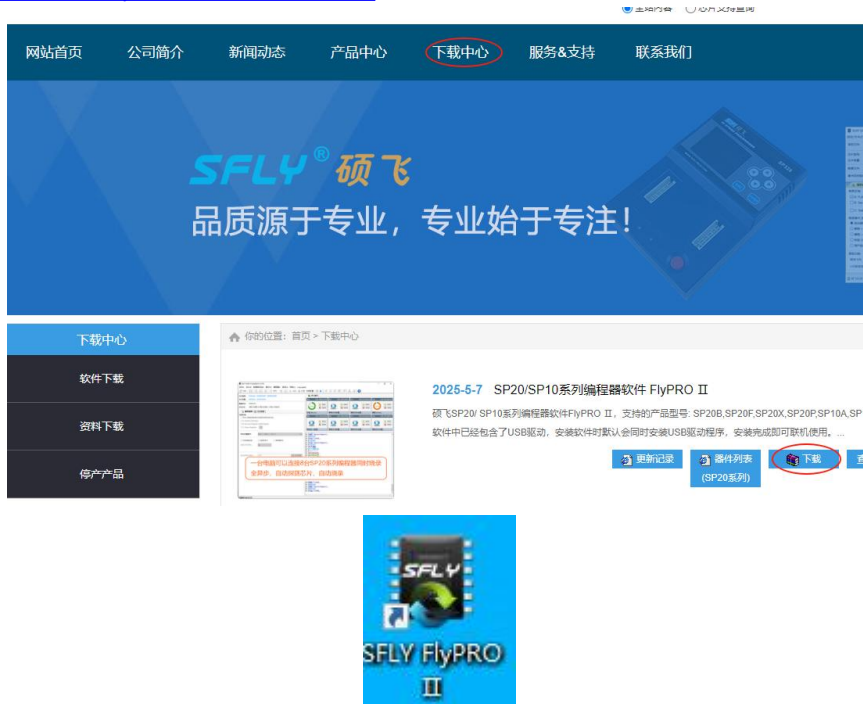 网站首页 公司简介 新闻动态 产品中心 下载中心 服务&支持 联系我们
SFLY®硕飞
品质源于专业，专业始于专注！
下载中心
软件下载
资料下载
停产产品
你的位置：首页 > 下载中心
2025-5-7 SP20/SP10系列编程器软件 FlyPRO II
硕飞SP20/ SP10系列编程器软件FlyPRO II，支持的产品型号: SP20B,SP20F,SP20X,SP20P,SP10A,SP
软件中已经包含了USB驱动，安装软件时默认会同时安装USB驱动程序，安装完成即可联机使用。...
更新记录 器件列表 下载
(SP20系列)
SFLY
SFLY FlyPRO
II